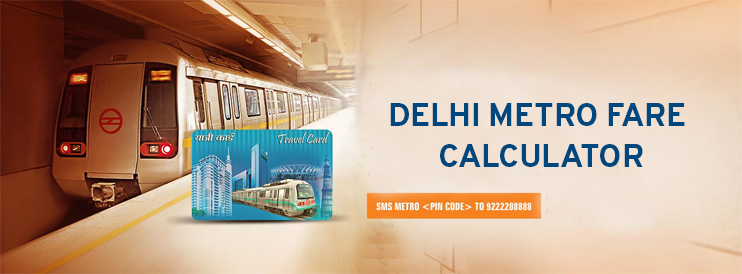 DELHI METRO FARE
CALCULATOR
यात्री कार्ड Travel Card
SMS METRO <PIN CODE> TO 9222208888